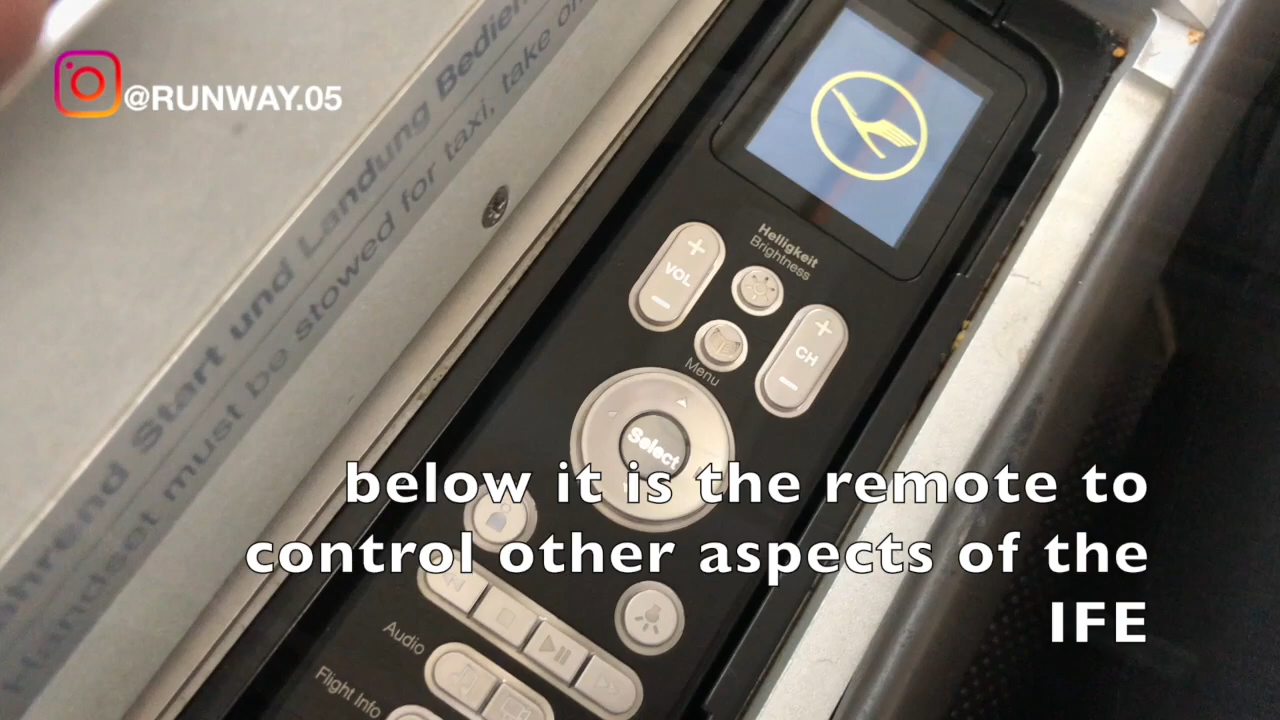 @RUNWAY.05
Start und Landung Bedien
Handset must be stowed for taxi, take o
Helligkeit
Brightness
+
VOL
−
+
CH
−
Menu
Select
below it is the remote to
control other aspects of the
IFE
Audio
Flight Info